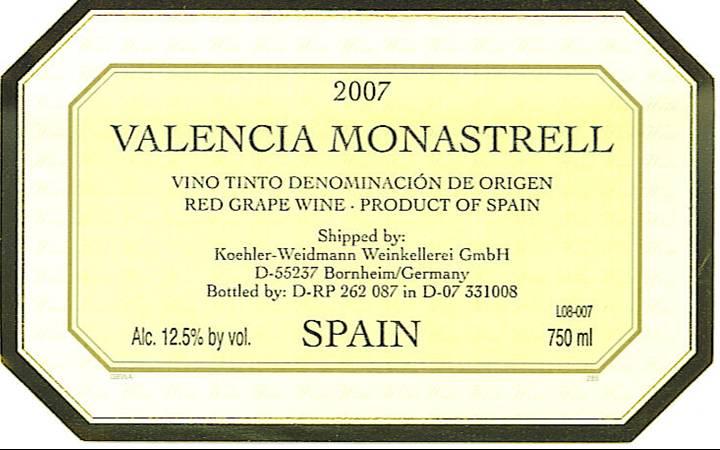 2007
VALENCIA MONASTRELL
VINO TINTO DENOMINACIÓN DE ORIGEN
RED GRAPE WINE · PRODUCT OF SPAIN
Shipped by:
Koehler-Weidmann Weinkellerei GmbH
D-55237 Bornheim/Germany
Bottled by: D-RP 262 087 in D-07 331008
L08-007
Alc. 12.5% by vol. SPAIN 750 ml